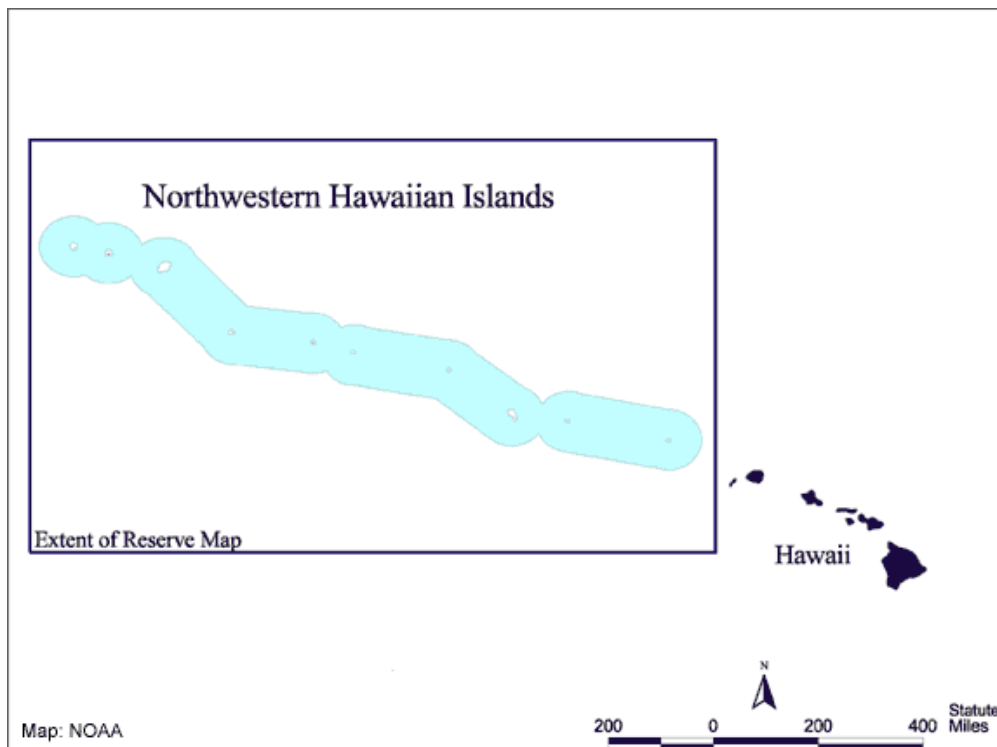 Northwestern Hawaiian Islands
Extent of Reserve Map
Hawaii
N
Statute
Miles
200 0 200 400
Map: NOAA